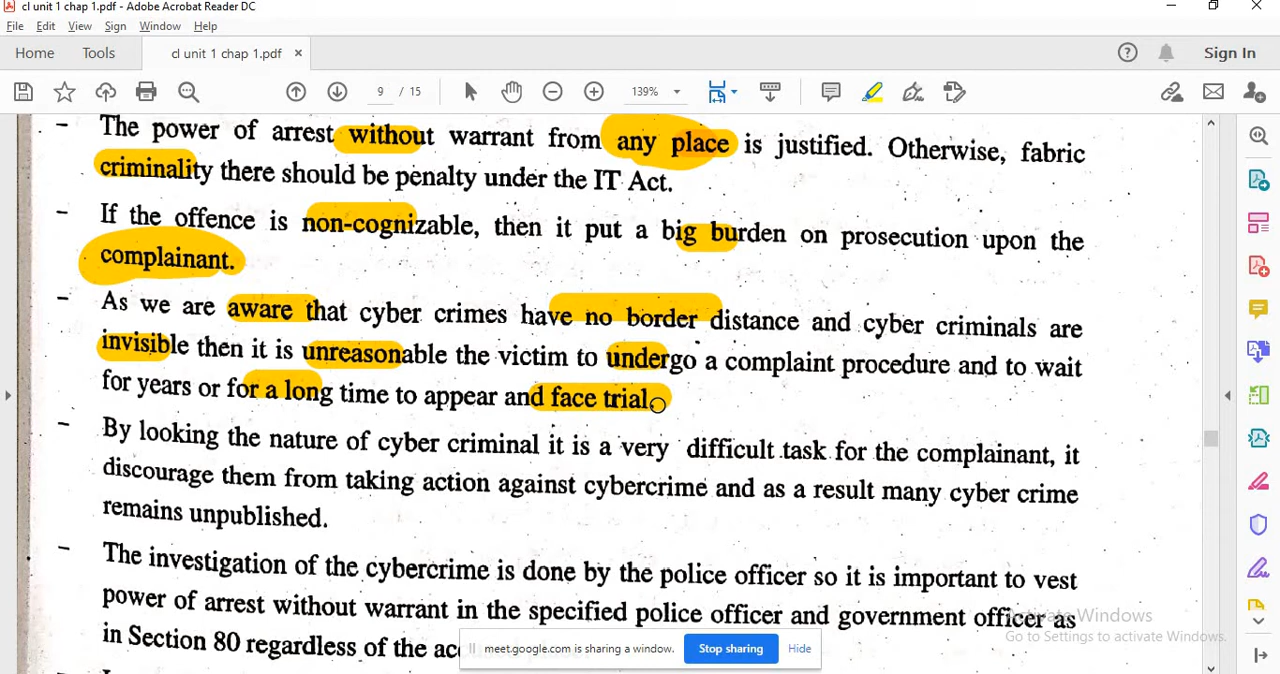 cl unit 1 chap 1.pdf - Adobe Acrobat Reader DC
File Edit View Sign Window Help
Home Tools cl unit 1 chap 1.pdf × Sign In
9 / 15 139%
– The power of arrest without warrant from any place is justified. Otherwise, fabric
criminality there should be penalty under the IT Act.
– If the offence is non-cognizable, then it put a big burden on prosecution upon the
complainant.
– As we are aware that cyber crimes have no border distance and cyber criminals are
invisible then it is unreasonable the victim to undergo a complaint procedure and to wait
for years or for a long time to appear and face trial.
– By looking the nature of cyber criminal it is a very difficult task for the complainant, it
discourage them from taking action against cybercrime and as a result many cyber crime
remains unpublished.
– The investigation of the cybercrime is done by the police officer so it is important to vest
power of arrest without warrant in the specified police officer and government officer as
in Section 80 regardless of the
Activate Windows
Go to Settings to activate Windows.
meet.google.com is sharing a window. Stop sharing Hide